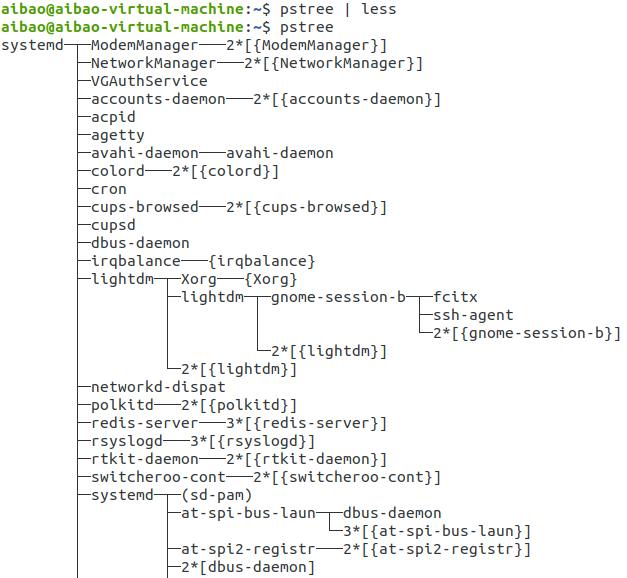 aibao@aibao-virtual-machine:~$ pstree | less
aibao@aibao-virtual-machine:~$ pstree
systemd─┬─ModemManager───2*[{ModemManager}]
        ├─NetworkManager───2*[{NetworkManager}]
        ├─VGAuthService
        ├─accounts-daemon───2*[{accounts-daemon}]
        ├─acpid
        ├─agetty
        ├─avahi-daemon───avahi-daemon
        ├─colord───2*[{colord}]
        ├─cron
        ├─cups-browsed───2*[{cups-browsed}]
        ├─cupsd
        ├─dbus-daemon
        ├─irqbalance───{irqbalance}
        ├─lightdm─┬─Xorg───{Xorg}
        │         ├─lightdm─┬─gnome-session-b─┬─fcitx
        │         │         │                 ├─ssh-agent
        │         │         │                 └─2*[{gnome-session-b}]
        │         │         └─2*[{lightdm}]
        │         └─2*[{lightdm}]
        ├─networkd-dispat
        ├─polkitd───2*[{polkitd}]
        ├─redis-server───3*[{redis-server}]
        ├─rsyslogd───3*[{rsyslogd}]
        ├─rtkit-daemon───2*[{rtkit-daemon}]
        ├─switcheroo-cont───2*[{switcheroo-cont}]
        ├─systemd─┬─(sd-pam)
        │         ├─at-spi-bus-laun─┬─dbus-daemon
        │         │                 └─3*[{at-spi-bus-laun}]
        │         ├─at-spi2-registr───2*[{at-spi2-registr}]
        │         ├─2*[dbus-daemon]